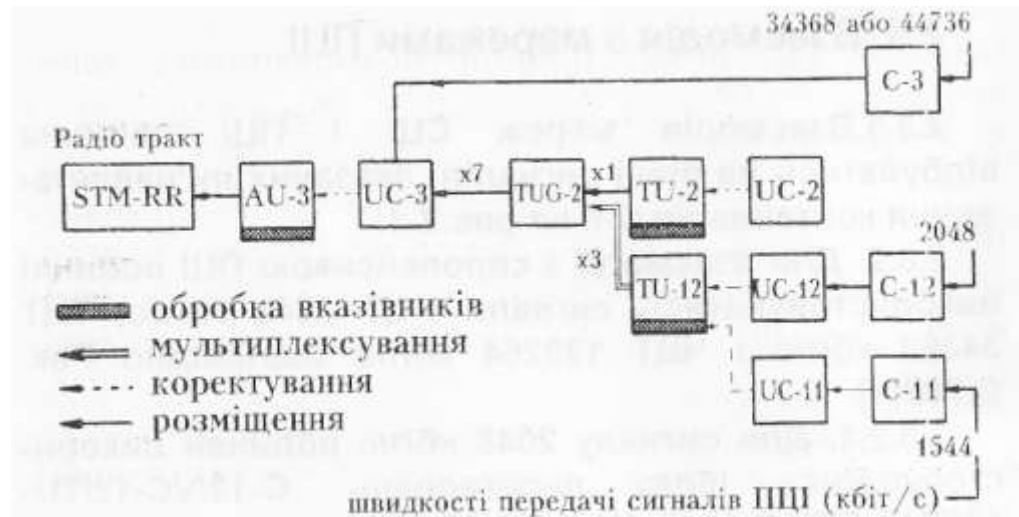 34368 або 44736
C-3
Радіо тракт
STM-RR
AU-3
UC-3
x7
TUG-2
x1
TU-2
UC-2
x3
TU-12
UC-12
2048
C-12
обробка вказівників
мультиплексування
коректування
розміщення
UC-11
C-11
1544
швидкості передачі сигналів ПЦІ (кбіт/с)